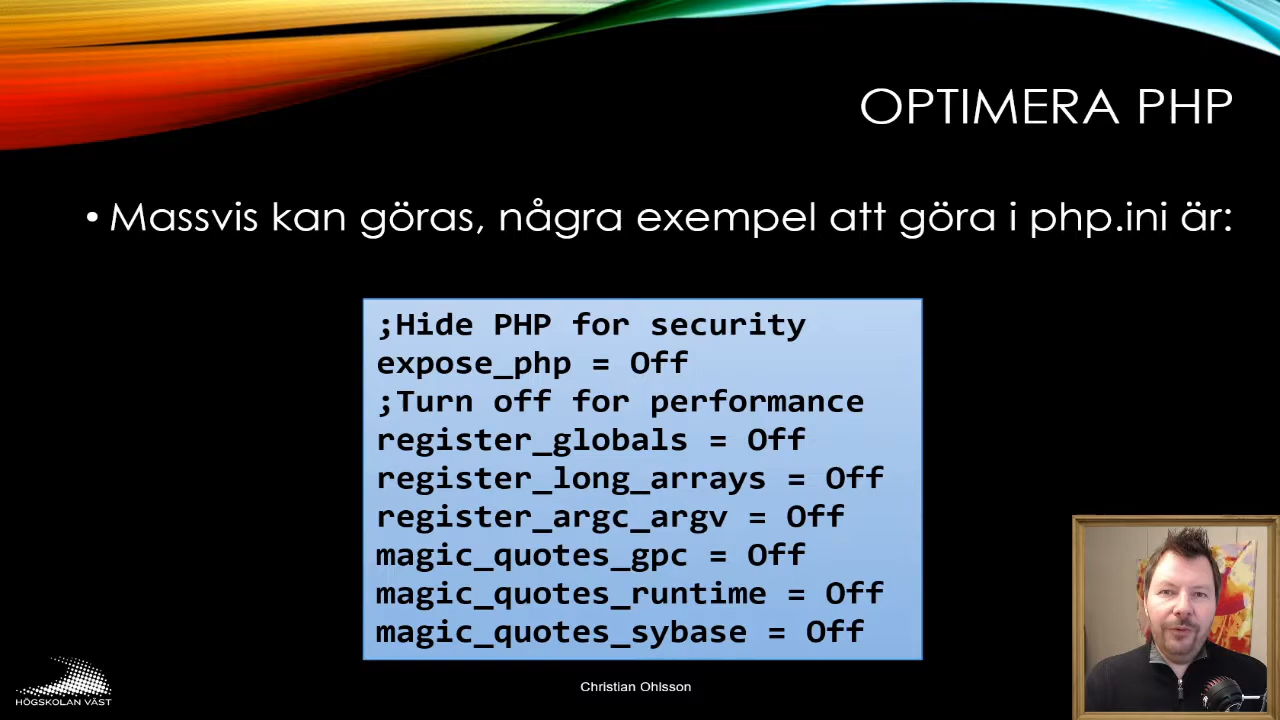 OPTIMERA PHP
• Massvis kan göras, några exempel att göra i php.ini är:
;Hide PHP for security
expose_php = Off
;Turn off for performance
register_globals = Off
register_long_arrays = Off
register_argc_argv = Off
magic_quotes_gpc = Off
magic_quotes_runtime = Off
magic_quotes_sybase = Off
Christian Ohlsson
HÖGSKOLAN VÄST